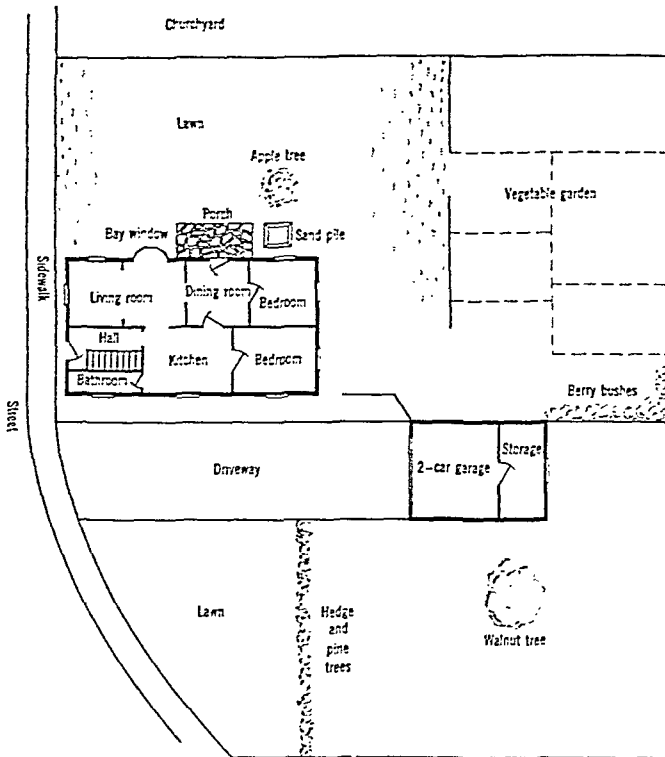 Churchyard
Lawn
Apple tree
Vegetable garden
Porch
Bay window
Sand pile
Sidewalk
Living room
Dining room
Bedroom
Hall
Kitchen
Bedroom
Bathroom
Berry bushes
Street
Storage
Driveway
2-car garage
Lawn
Hedge
and
pine
trees
Walnut tree